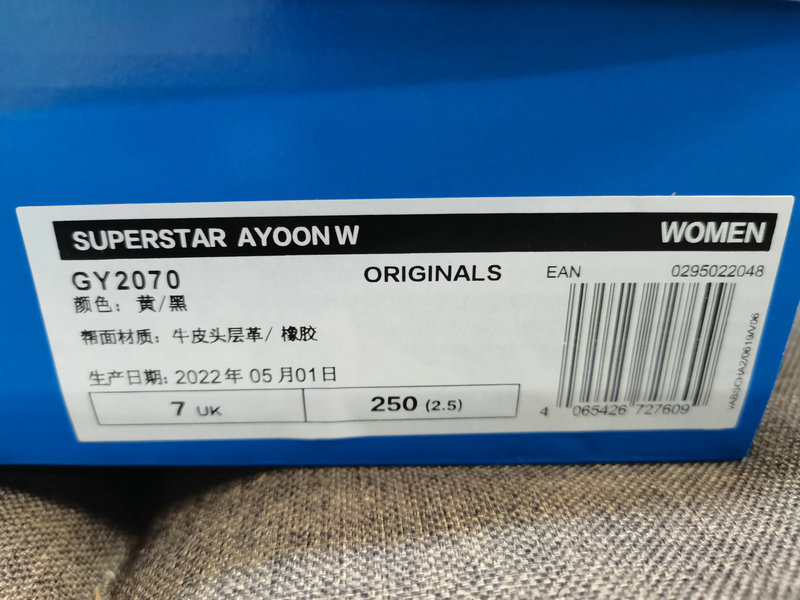 SUPERSTAR AYOON W WOMEN
GY2070 ORIGINALS EAN 0295022048
颜色：黄/黑
帮面材质：牛皮头层革/ 橡胶
生产日期：2022年 05月01日
7 UK 250 (2.5)
4 065426 727609